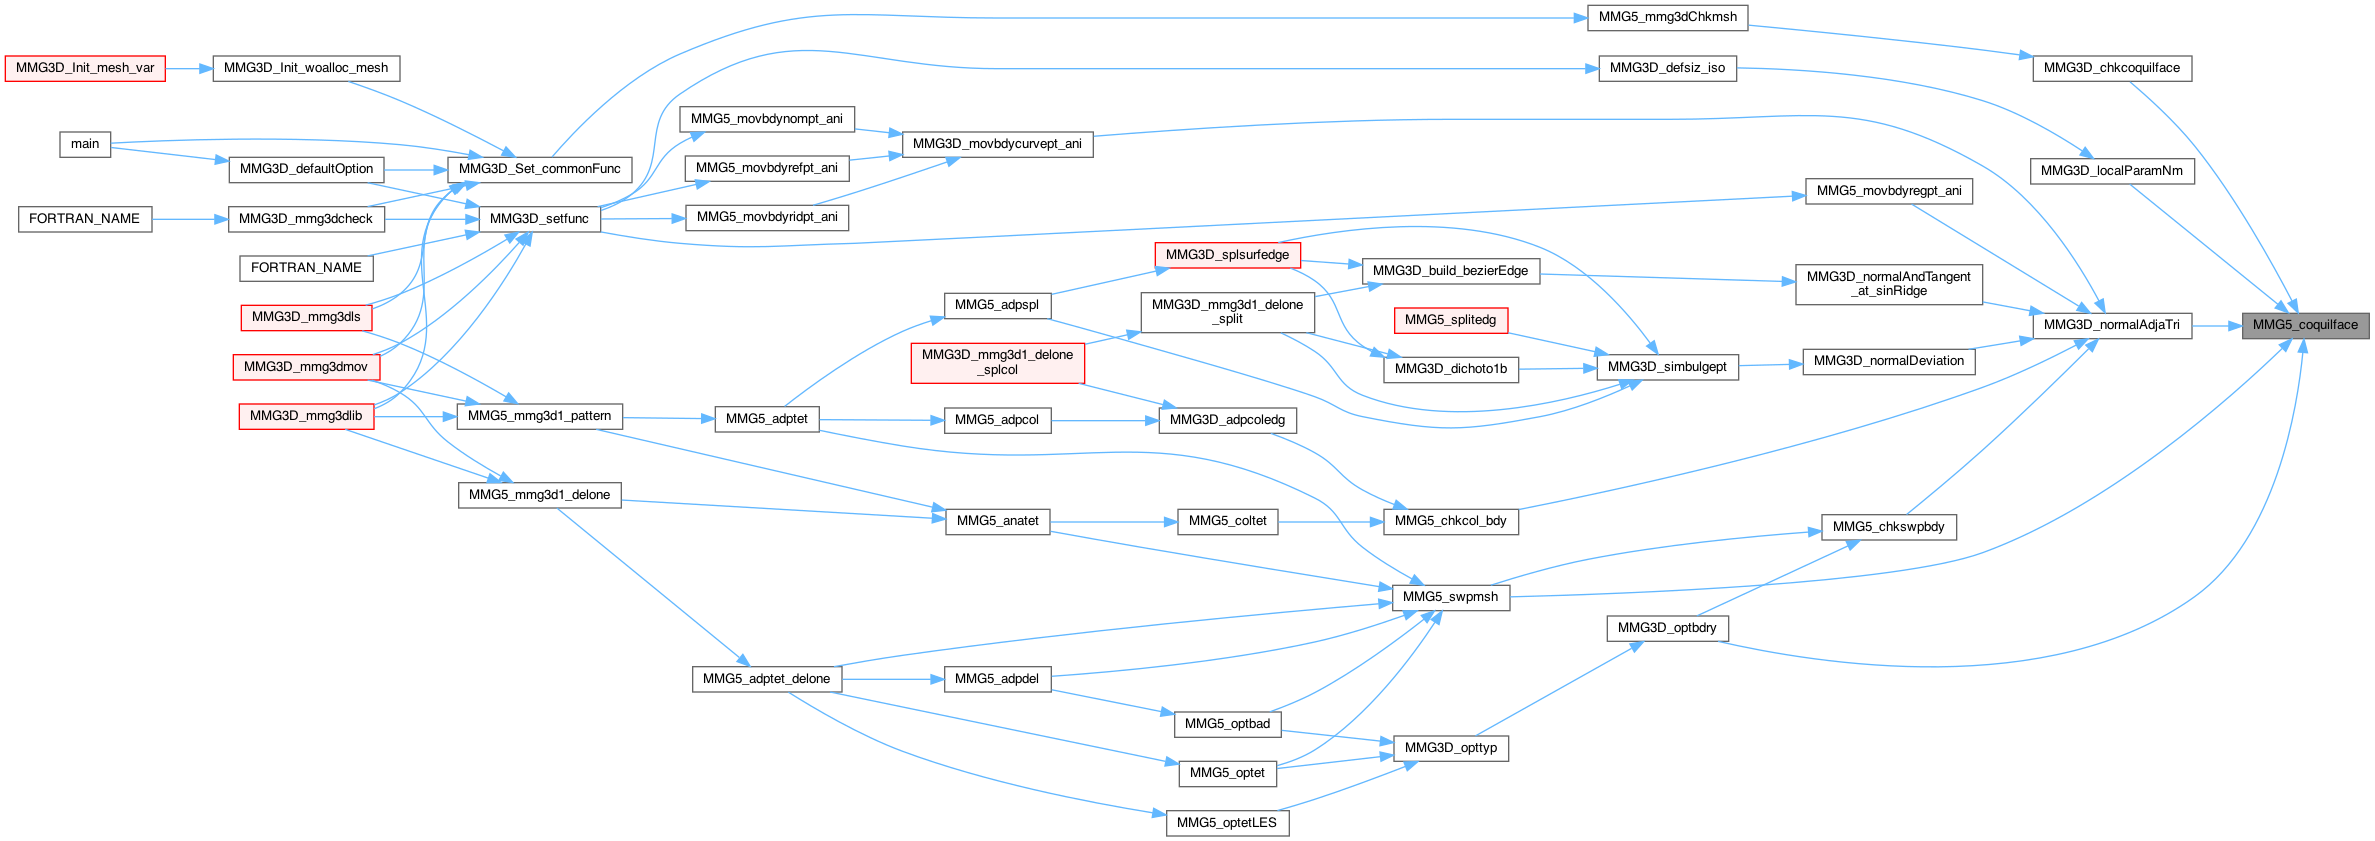 MMG5_mmg3dChkmsh
MMG3D_Init_mesh_var
MMG3D_Init_woalloc_mesh
MMG3D_defsiz_iso
MMG3D_chkcoquilface
MMG5_movbdynompt_ani
main
MMG3D_movbdycurvept_ani
MMG3D_defaultOption
MMG3D_Set_commonFunc
MMG5_movbdyrefpt_ani
MMG3D_localParamNm
MMG5_movbdyregpt_ani
FORTRAN_NAME
MMG3D_mmg3dcheck
MMG3D_setfunc
MMG5_movbdyridpt_ani
MMG3D_splsurfedge
FORTRAN_NAME
MMG3D_build_bezierEdge
MMG3D_normalAndTangent
_at_sinRidge
MMG5_adpspl
MMG3D_mmg3d1_delone
_split
MMG3D_mmg3dls
MMG5_splitedg
MMG3D_normalAdjaTri
MMG5_coquilface
MMG3D_mmg3d1_delone
_splcol
MMG3D_mmg3dmov
MMG3D_dichoto1b
MMG3D_simbulgept
MMG3D_normalDeviation
MMG3D_mmg3dlib
MMG5_mmg3d1_pattern
MMG5_adptet
MMG5_adpcol
MMG3D_adpcoledg
MMG5_mmg3d1_delone
MMG5_anatet
MMG5_coltet
MMG5_chkcol_bdy
MMG5_chkswpbdy
MMG5_swpmsh
MMG3D_optbdry
MMG5_adptet_delone
MMG5_adpdel
MMG5_optbad
MMG3D_opttyp
MMG5_optet
MMG5_optetLES